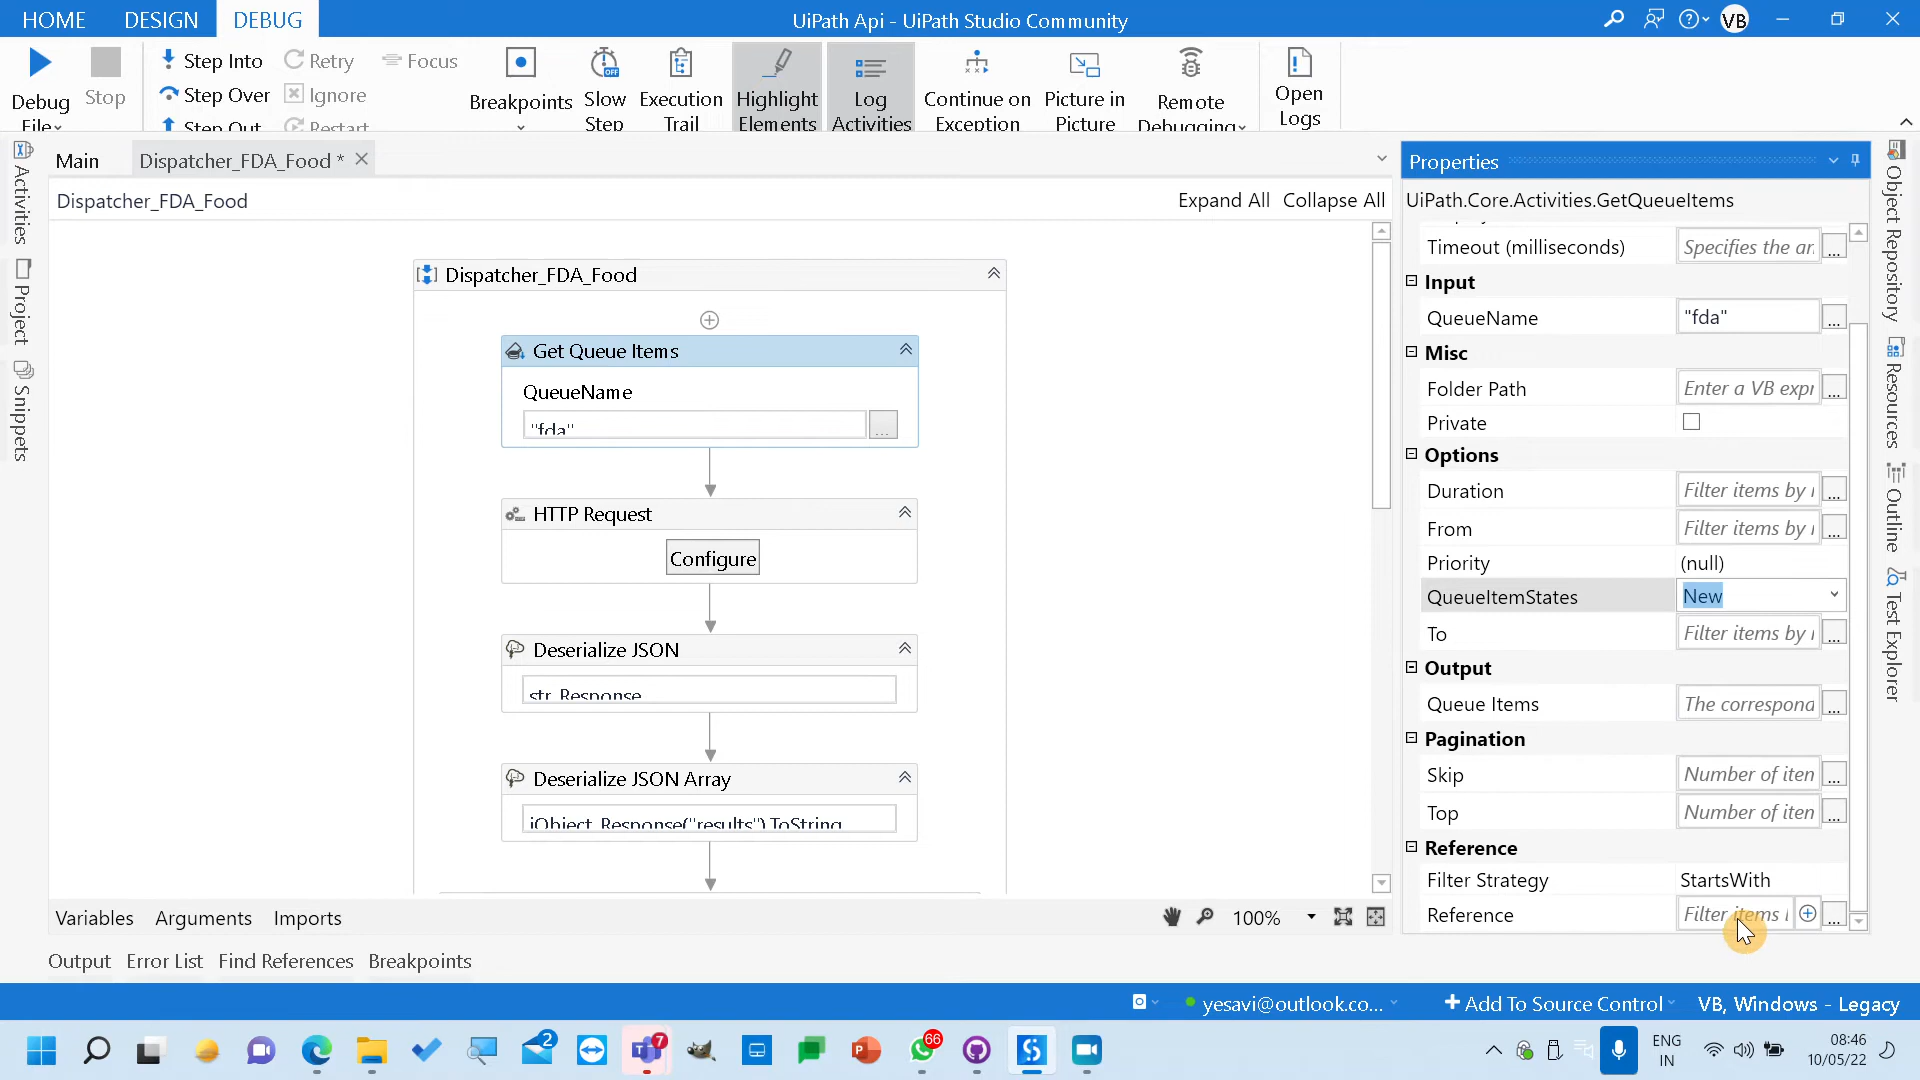 HOME DESIGN DEBUG UiPath Api - UiPath Studio Community VB
Debug File
Stop
Step Into
Step Over
Step Out
Retry
Ignore
Restart
Focus
Breakpoints
Slow Step
Execution Trail
Highlight Elements
Log Activities
Continue on Exception
Picture in Picture
Remote Debugging
Open Logs
Activities
Project
Snippets
Main Dispatcher_FDA_Food *
Dispatcher_FDA_Food Expand All Collapse All
Dispatcher_FDA_Food
Get Queue Items
QueueName
"fda"
...
HTTP Request
Configure
Deserialize JSON
str_Response
Deserialize JSON Array
jObject_Response("results").ToString
Variables Arguments Imports 100%
Output Error List Find References Breakpoints
Properties
UiPath.Core.Activities.GetQueueItems
Timeout (milliseconds) Specifies the ar ...
Input
QueueName "fda" ...
Misc
Folder Path Enter a VB expr ...
Private
Options
Duration Filter items by ...
From Filter items by ...
Priority (null)
QueueItemStates New
To Filter items by ...
Output
Queue Items The corresponda ...
Pagination
Skip Number of iten ...
Top Number of iten ...
Reference
Filter Strategy StartsWith
Reference Filter items ...
Object Repository
Resources
Outline
Test Explorer
yesavi@outlook.co... Add To Source Control VB, Windows - Legacy
2 7 66
ENG
IN
08:46
10/05/22